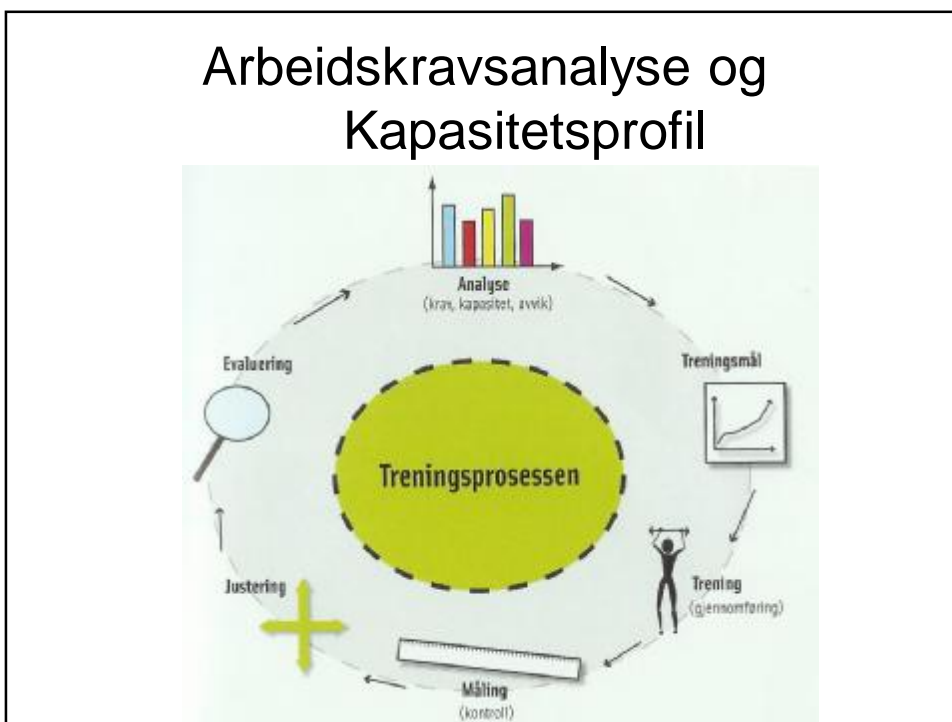 Arbeidskravsanalyse og
Kapasitetsprofil
Analyse
(krav, kapasitet, avvik)
Treningsmål
Trening
(gjennomføring)
Måling
(kontroll)
Justering
Evaluering
Treningsprosessen